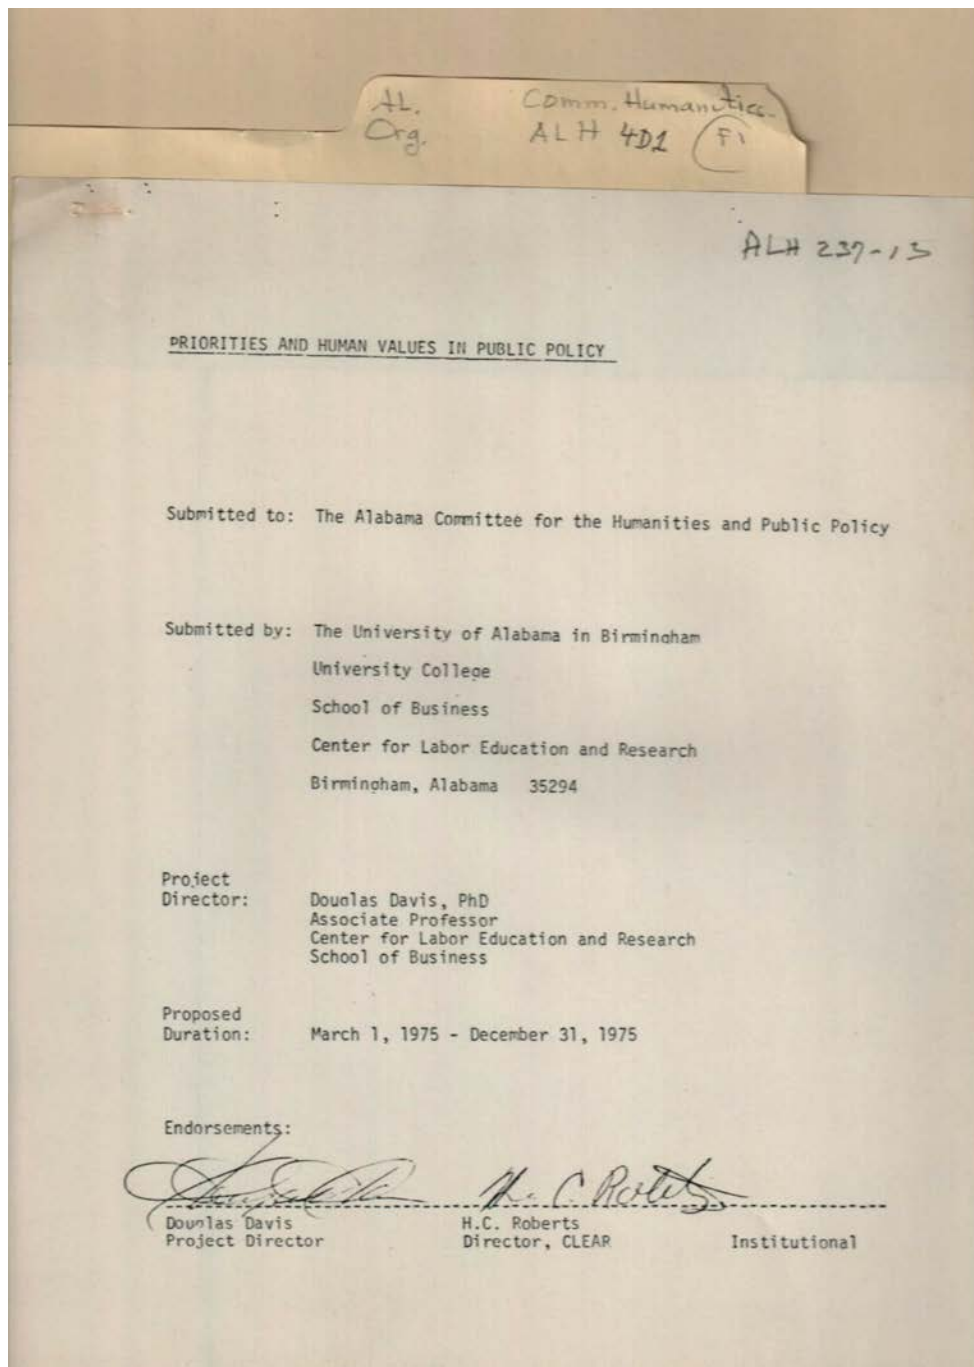 AL. Comm. Humanities.
Org. ALH 4D1 F1
ALH 237-13
PRIORITIES AND HUMAN VALUES IN PUBLIC POLICY
Submitted to: The Alabama Committee for the Humanities and Public Policy
Submitted by: The University of Alabama in Birmingham
University College
School of Business
Center for Labor Education and Research
Birmingham, Alabama 35294
Project
Director: Douglas Davis, PhD
Associate Professor
Center for Labor Education and Research
School of Business
Proposed
Duration: March 1, 1975 - December 31, 1975
Endorsements:
H. C. Roberts
Douglas Davis H.C. Roberts
Project Director Director, CLEAR Institutional